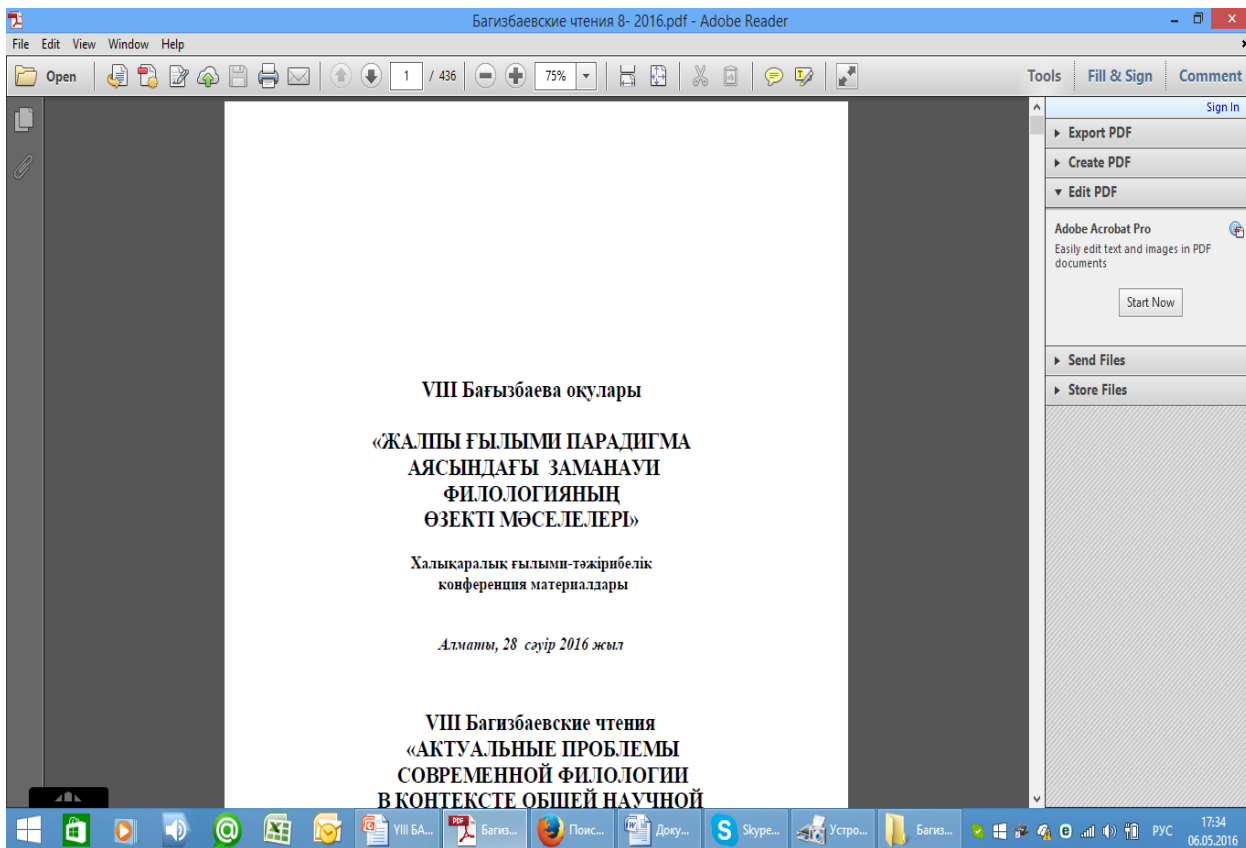 Багизбаевские чтения 8- 2016.pdf - Adobe Reader
File Edit View Window Help
Open 1 / 436 75% Tools Fill & Sign Comment
Sign In
Export PDF
Create PDF
Edit PDF
Adobe Acrobat Pro
Easily edit text and images in PDF
documents
Start Now
Send Files
Store Files
VIII Бағызбаева оқулары
«ЖАЛПЫ ҒЫЛЫМИ ПАРАДИГМА
АЯСЫНДАҒЫ ЗАМАНАУИ
ФИЛОЛОГИЯНЫҢ
ӨЗЕКТІ МӘСЕЛЕЛЕРІ»
Халықаралық ғылыми-тәжірибелік
конференция материалдары
Алматы, 28 сәуір 2016 жыл
VIII Багизбаевские чтения
«АКТУАЛЬНЫЕ ПРОБЛЕМЫ
СОВРЕМЕННОЙ ФИЛОЛОГИИ
В КОНТЕКСТЕ ОБЩЕЙ НАУЧНОЙ
YIII БА... Багиз... Поис... Доку... Skype... Устро... Багиз... РУС 17:34
06.05.2016